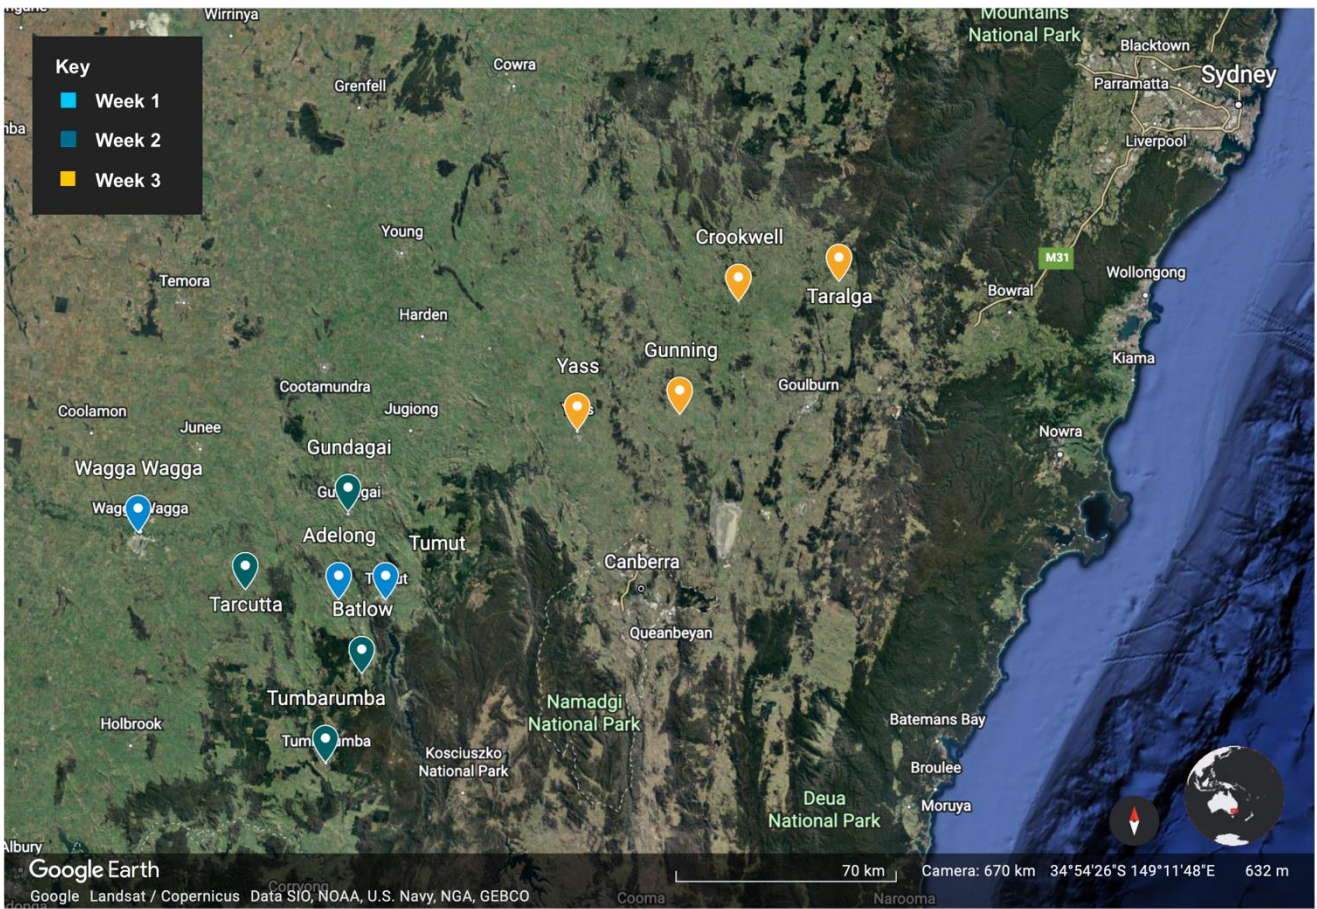 Wirrinya
Mountains
National Park
Blacktown
Key
Cowra
Sydney
Grenfell
Parramatta
Week 1
Week 2
Liverpool
Week 3
Young
Crookwell
M31
Temora
Taralga
Bowral
Wollongong
Harden
Gunning
Yass
Kiama
Cootamundra
Goulburn
Coolamon
Jugiong
Junee
Nowra
Gundagai
Wagga Wagga
Adelong
Tumut
Canberra
Tarcutta
Batlow
Queanbeyan
Tumbarumba
Namadgi
National Park
Holbrook
Batemans Bay
Kosciuszko
National Park
Broulee
Deua
National Park
Moruya
Albury
Google Earth
70 km
Camera: 670 km 34°54'26"S 149°11'48"E 632 m
Corryong
Google Landsat / Copernicus Data SIO, NOAA, U.S. Navy, NGA, GEBCO
Cooma
Narooma